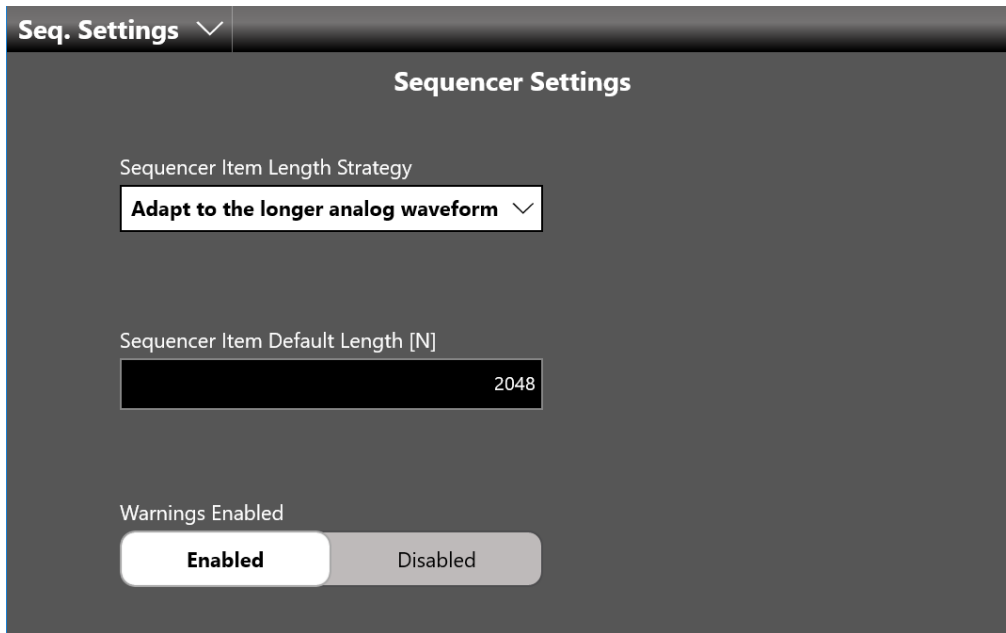 Seq. Settings
Sequencer Settings
Sequencer Item Length Strategy
Adapt to the longer analog waveform
Sequencer Item Default Length [N]
2048
Warnings Enabled
Enabled Disabled